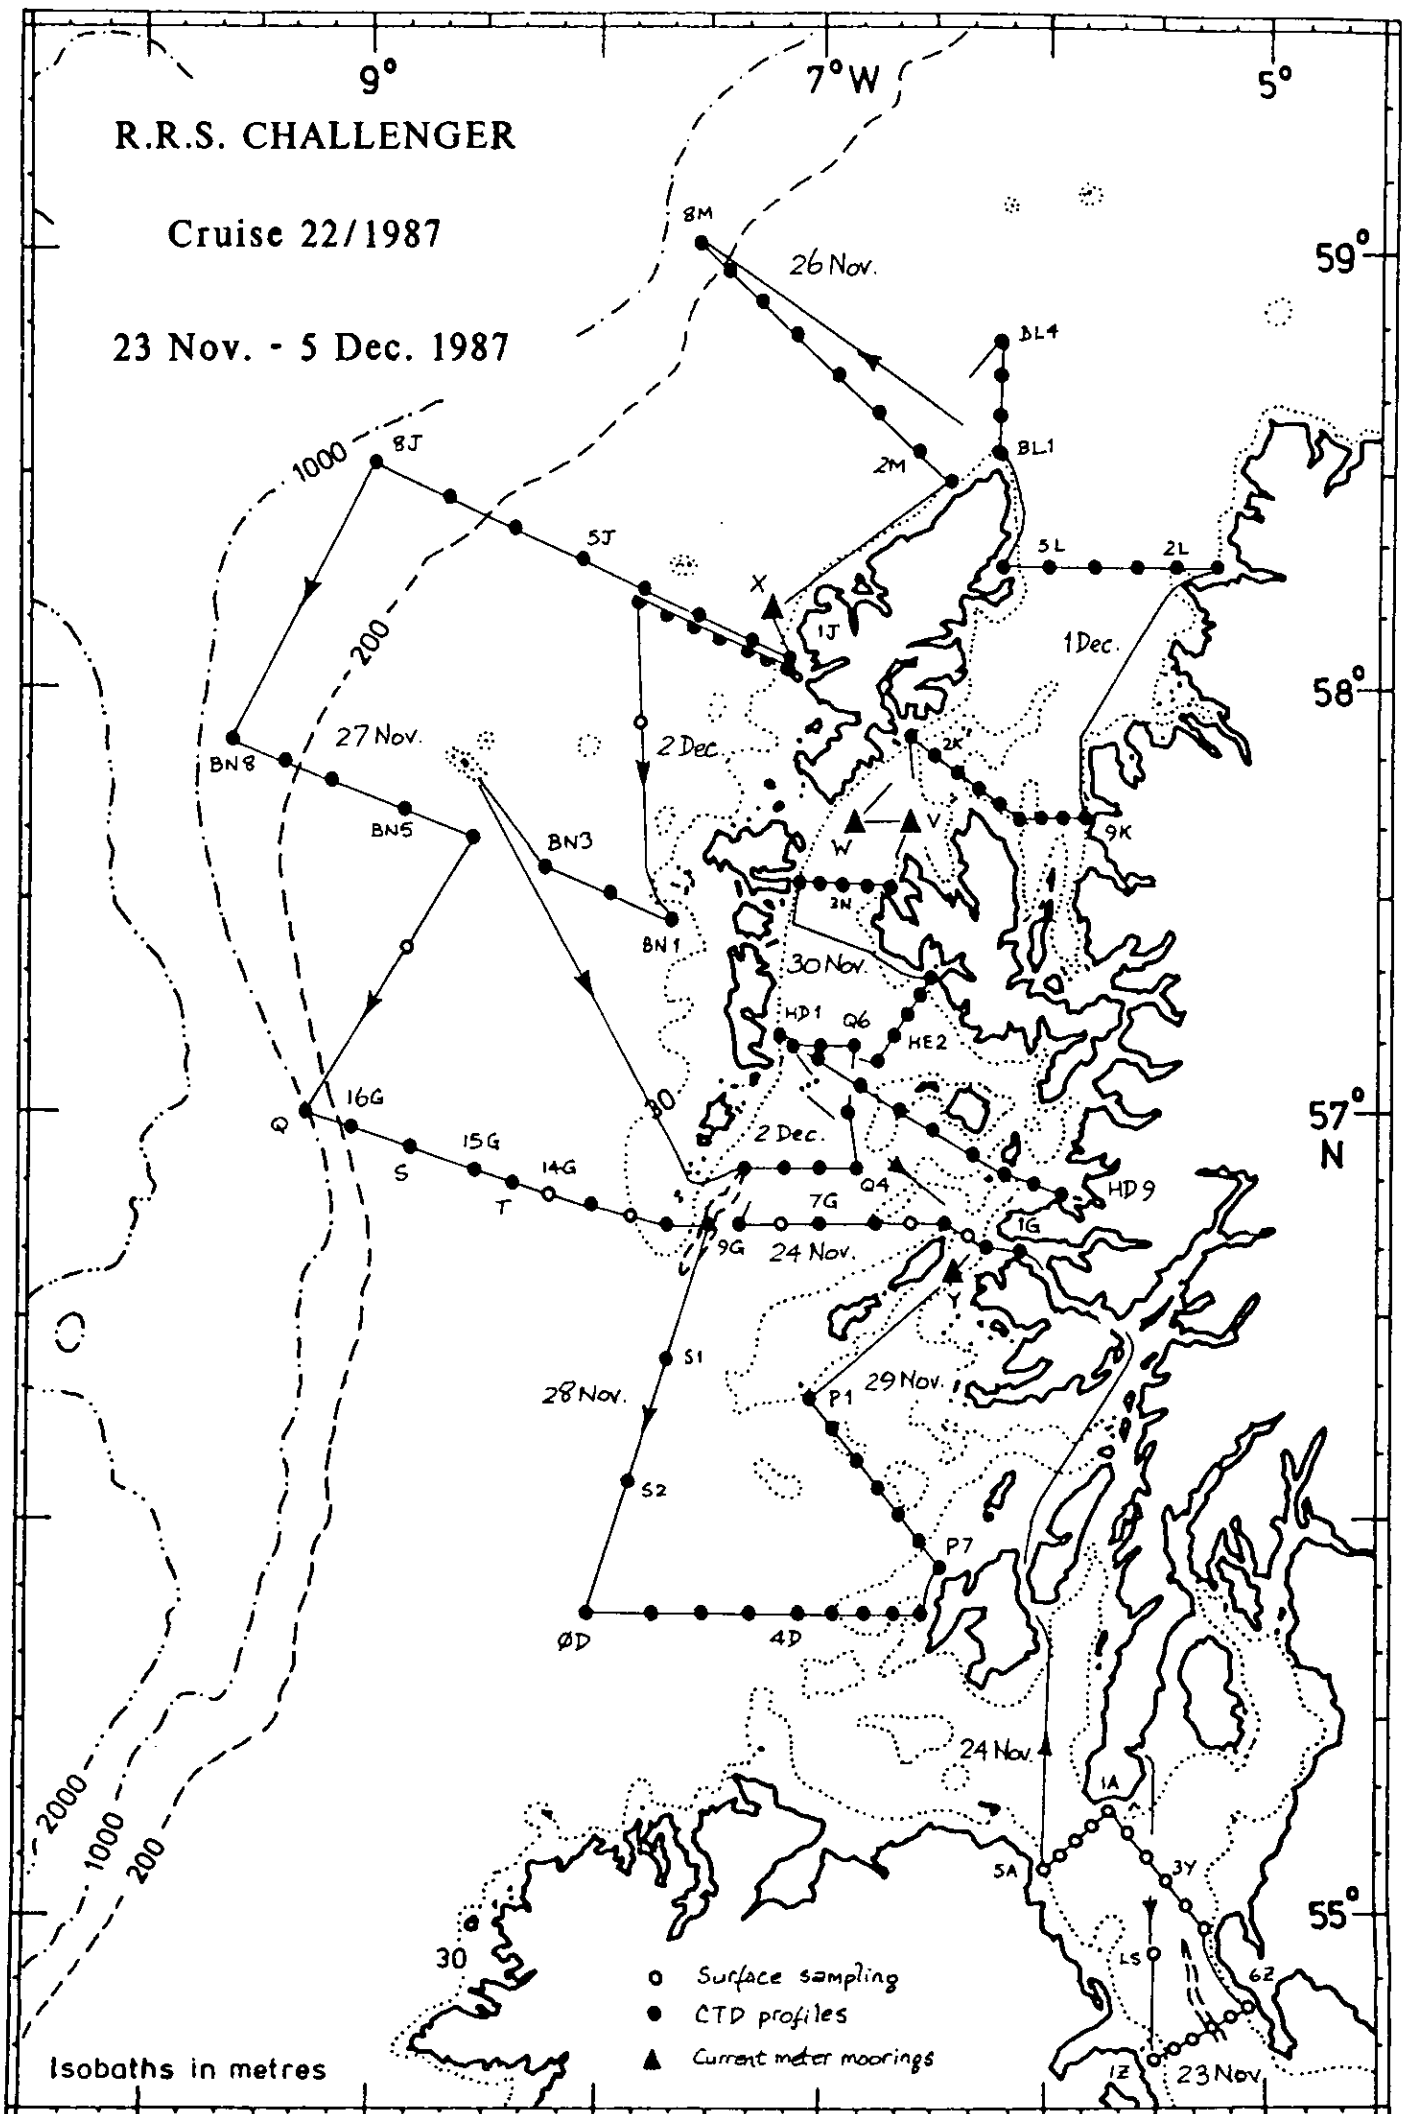 9°
7°W
5°
R.R.S. CHALLENGER
Cruise 22/1987
23 Nov. - 5 Dec. 1987
8M
26 Nov.
59°
BL4
1000
8J
2M
BL1
5J
5L
2L
X
1J
1 Dec.
200
58°
27 Nov.
2 Dec.
2K
BN8
BN5
BN3
W
V
9K
3N
BN1
30 Nov.
HD1
Q6
HE2
16G
30
57°
N
Q
S
15G
14G
T
2 Dec.
Q4
HD9
7G
1G
9G
24 Nov.
Y
S1
28 Nov.
29 Nov.
P1
S2
P7
ØD
4D
24 Nov.
1A
2000
1000
200
5A
3Y
55°
30
LS
6Z
Surface sampling
CTD profiles
Current meter moorings
Isobaths in metres
1Z
23 Nov